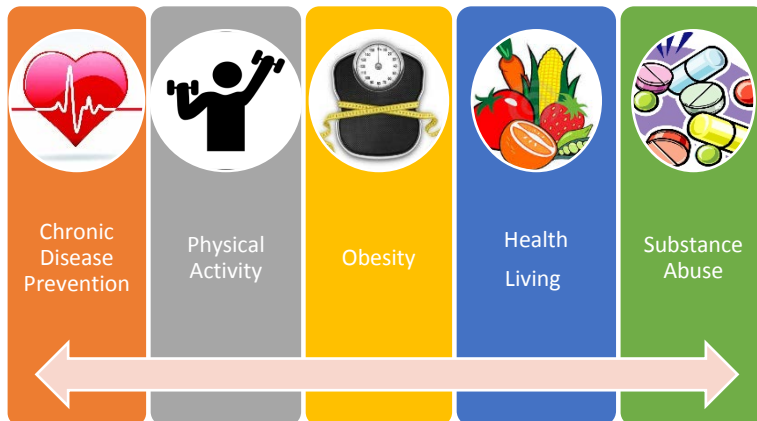 Chronic
Disease
Prevention
Physical
Activity
Obesity
Health
Living
Substance
Abuse